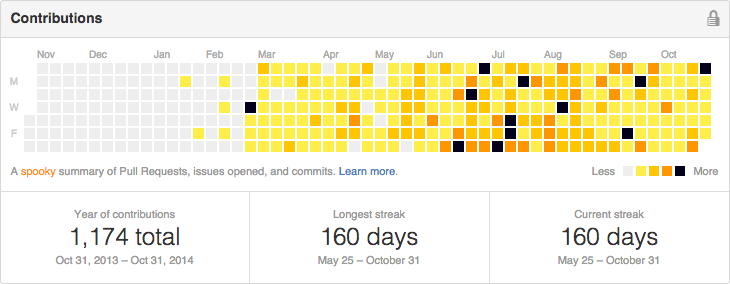 Contributions
Nov Dec Jan Feb Mar Apr May Jun Jul Aug Sep Oct
M
W
F
A spooky summary of Pull Requests, issues opened, and commits. Learn more.
Less More
Year of contributions
1,174 total
Oct 31, 2013 – Oct 31, 2014
Longest streak
160 days
May 25 – October 31
Current streak
160 days
May 25 – October 31